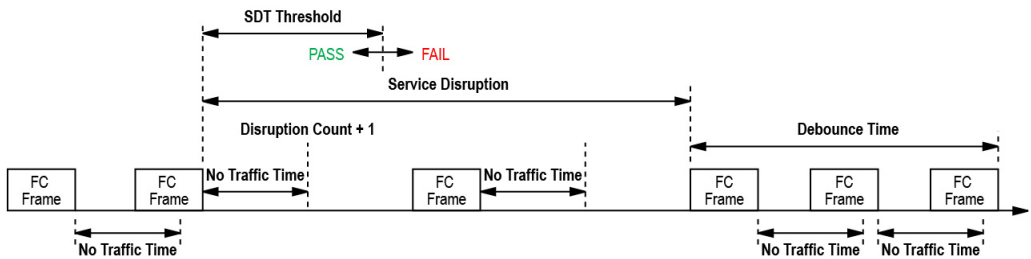 SDT Threshold
PASS
FAIL
Service Disruption
Disruption Count + 1
Debounce Time
FC
Frame
FC
Frame
No Traffic Time
FC
Frame
No Traffic Time
FC
Frame
FC
Frame
FC
Frame
No Traffic Time
No Traffic Time
No Traffic Time